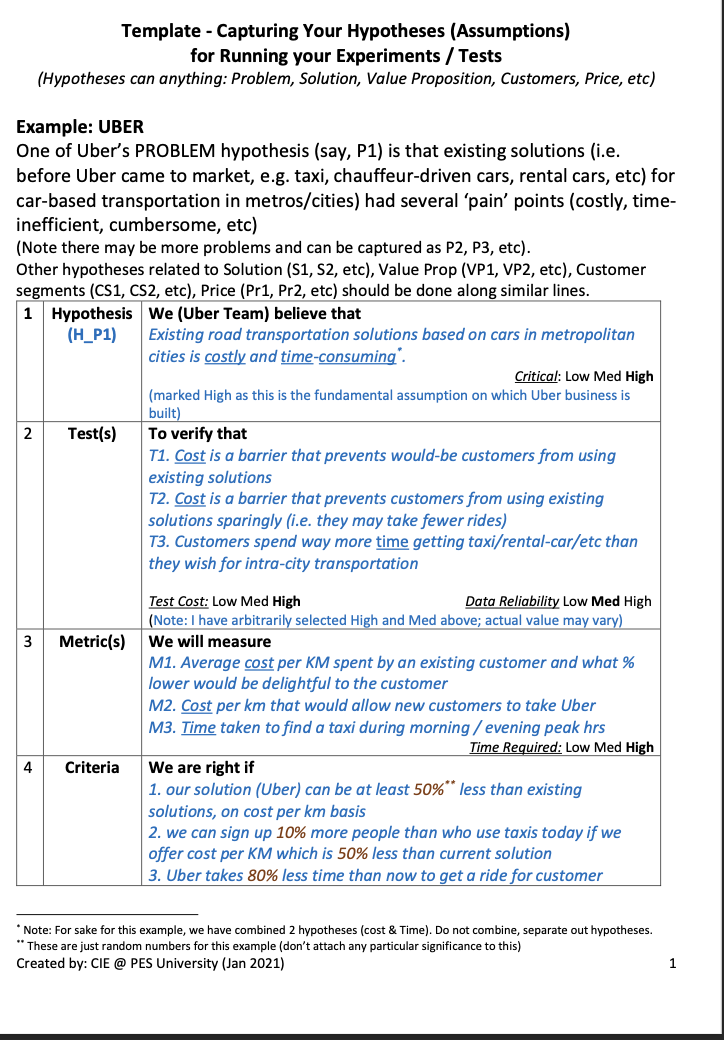 Template - Capturing Your Hypotheses (Assumptions)
for Running your Experiments / Tests
(Hypotheses can anything: Problem, Solution, Value Proposition, Customers, Price, etc)
Example: UBER
One of Uber's PROBLEM hypothesis (say, P1) is that existing solutions (i.e.
before Uber came to market, e.g. taxi, chauffeur-driven cars, rental cars, etc) for
car-based transportation in metros/cities) had several 'pain' points (costly, time-
inefficient, cumbersome, etc)
(Note there may be more problems and can be captured as P2, P3, etc).
Other hypotheses related to Solution (S1, S2, etc), Value Prop (VP1, VP2, etc), Customer
segments (CS1, CS2, etc), Price (Pr1, Pr2, etc) should be done along similar lines.
1 Hypothesis We (Uber Team) believe that
(H_P1) Existing road transportation solutions based on cars in metropolitan
cities is costly and time-consuming*.
Critical: Low Med High
(marked High as this is the fundamental assumption on which Uber business is
built)
2 Test(s) To verify that
T1. Cost is a barrier that prevents would-be customers from using
existing solutions
T2. Cost is a barrier that prevents customers from using existing
solutions sparingly (i.e. they may take fewer rides)
T3. Customers spend way more time getting taxi/rental-car/etc than
they wish for intra-city transportation
Test Cost: Low Med High Data Reliability Low Med High
(Note: I have arbitrarily selected High and Med above; actual value may vary)
3 Metric(s) We will measure
M1. Average cost per KM spent by an existing customer and what %
lower would be delightful to the customer
M2. Cost per km that would allow new customers to take Uber
M3. Time taken to find a taxi during morning / evening peak hrs
Time Required: Low Med High
4 Criteria We are right if
1. our solution (Uber) can be at least 50%** less than existing
solutions, on cost per km basis
2. we can sign up 10% more people than who use taxis today if we
offer cost per KM which is 50% less than current solution
3. Uber takes 80% less time than now to get a ride for customer
* Note: For sake for this example, we have combined 2 hypotheses (cost & Time). Do not combine, separate out hypotheses.
** These are just random numbers for this example (don't attach any particular significance to this)
Created by: CIE @ PES University (Jan 2021) 1